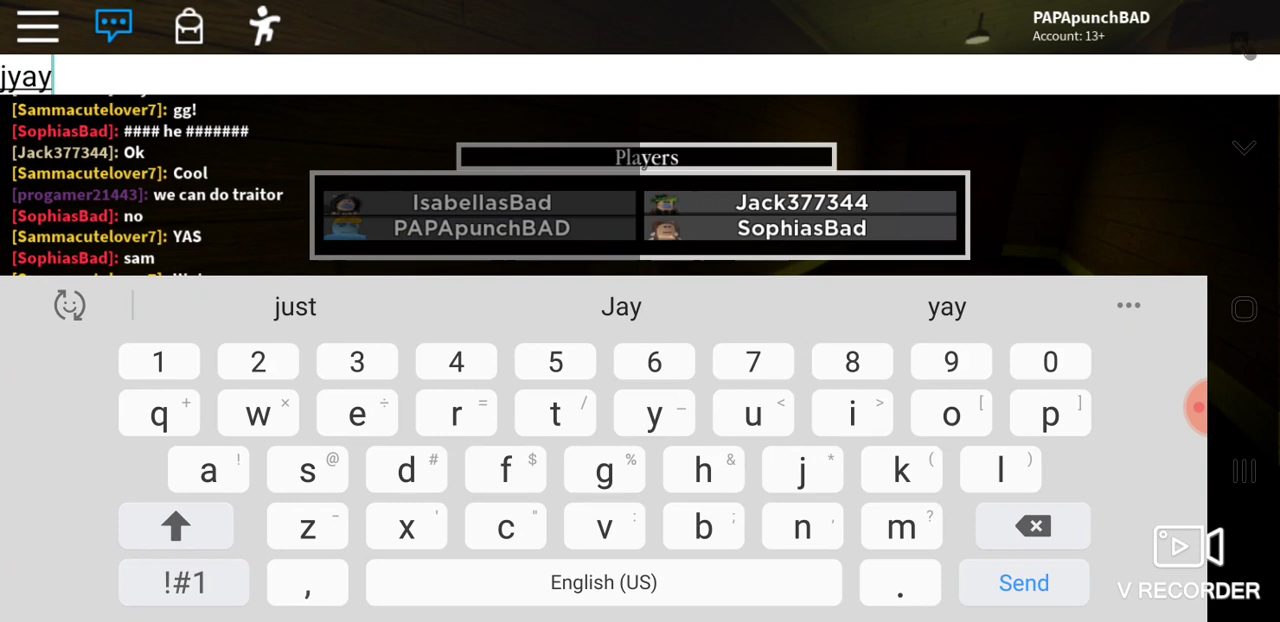 PAPApunchBAD
Account: 13+
jyay
[Sammacutelover7]: gg!
[SophiasBad]: #### he #######
[Jack377344]: Ok
[Sammacutelover7]: Cool
[progamer21443]: we can do traitor
[SophiasBad]: no
[Sammacutelover7]: YAS
[SophiasBad]: sam
Players
IsabellasBad Jack377344
PAPApunchBAD SophiasBad
just Jay yay •••
1 2 3 4 5 6 7 8 9 0
q + w × e ÷ r = t / y _ u < i > o [ p ]
a ! s @ d # f $ g % h & j * k ( l )
z - x ' c " v : b ; n , m ?
!#1 , English (US) . Send
V RECORDER